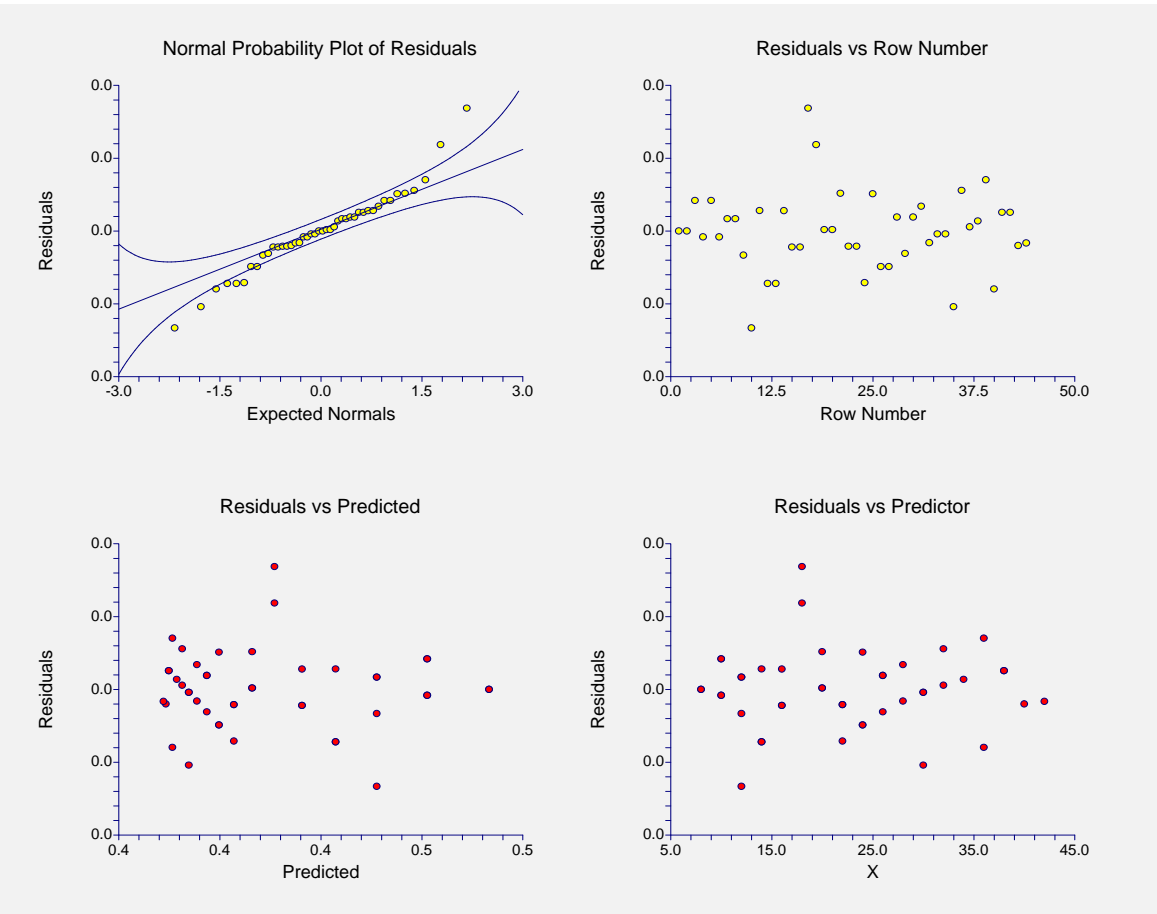 Normal Probability Plot of Residuals
0.0
0.0
0.0
0.0
0.0
Residuals
-3.0 -1.5 0.0 1.5 3.0
Expected Normals
Residuals vs Row Number
0.0
0.0
0.0
0.0
0.0
Residuals
0.0 12.5 25.0 37.5 50.0
Row Number
Residuals vs Predicted
0.0
0.0
0.0
0.0
0.0
Residuals
0.4 0.4 0.4 0.5 0.5
Predicted
Residuals vs Predictor
0.0
0.0
0.0
0.0
0.0
Residuals
5.0 15.0 25.0 35.0 45.0
X